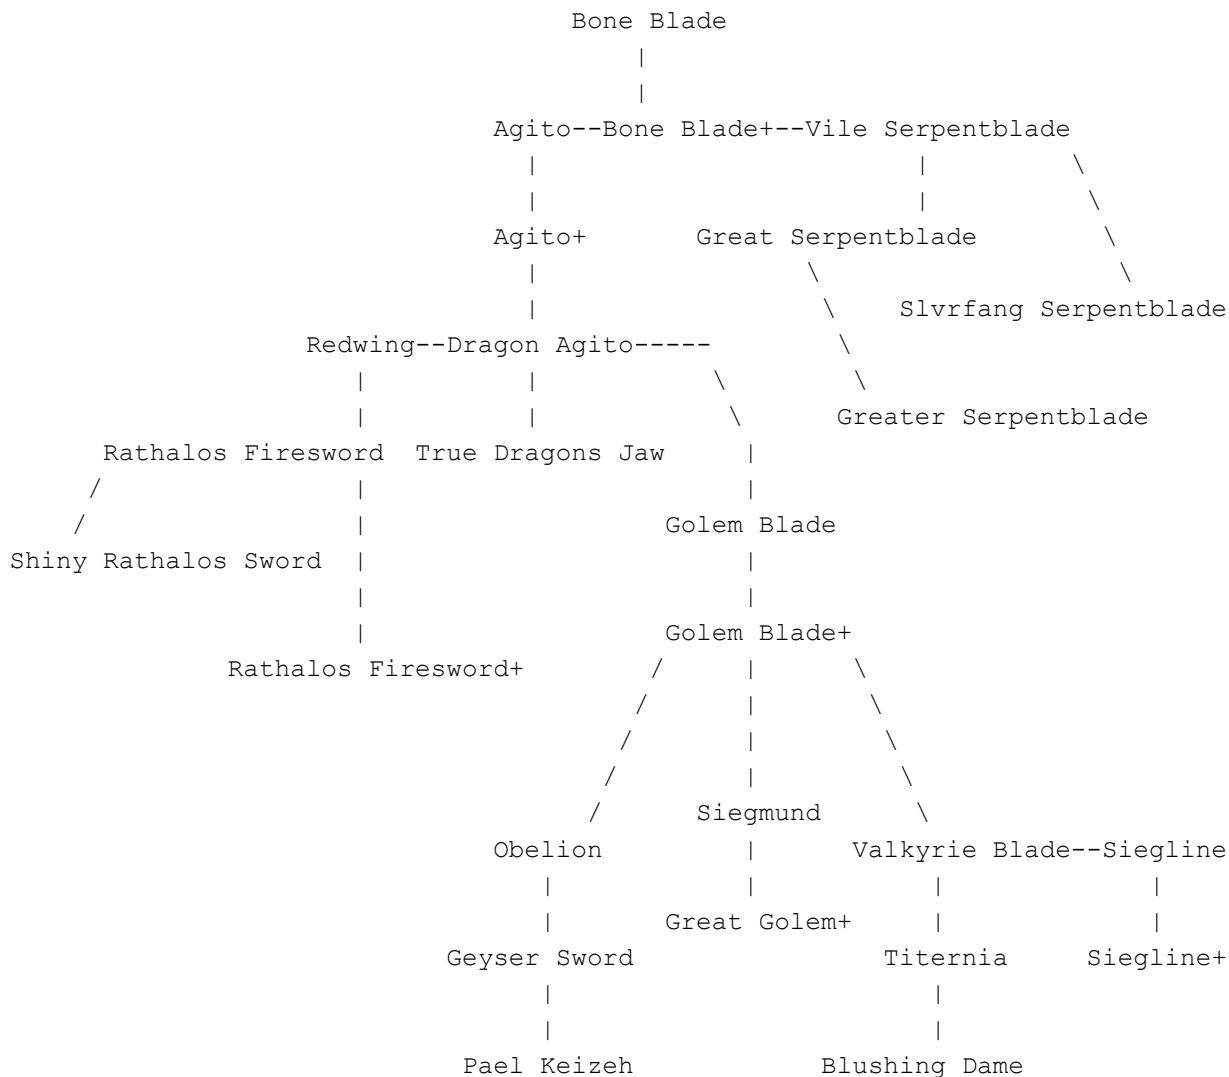 Bone Blade
Agito--Bone Blade+--Vile Serpentblade
Agito+ Great Serpentblade
Slvrfang Serpentblade
Redwing--Dragon Agito-----
Greater Serpentblade
Rathalos Firesword True Dragons Jaw
Golem Blade
Shiny Rathalos Sword
Golem Blade+
Rathalos Firesword+
Siegmund
Obelion Valkyrie Blade--Siegline
Great Golem+
Geyser Sword Titernia Siegline+
Pael Keizeh Blushing Dame